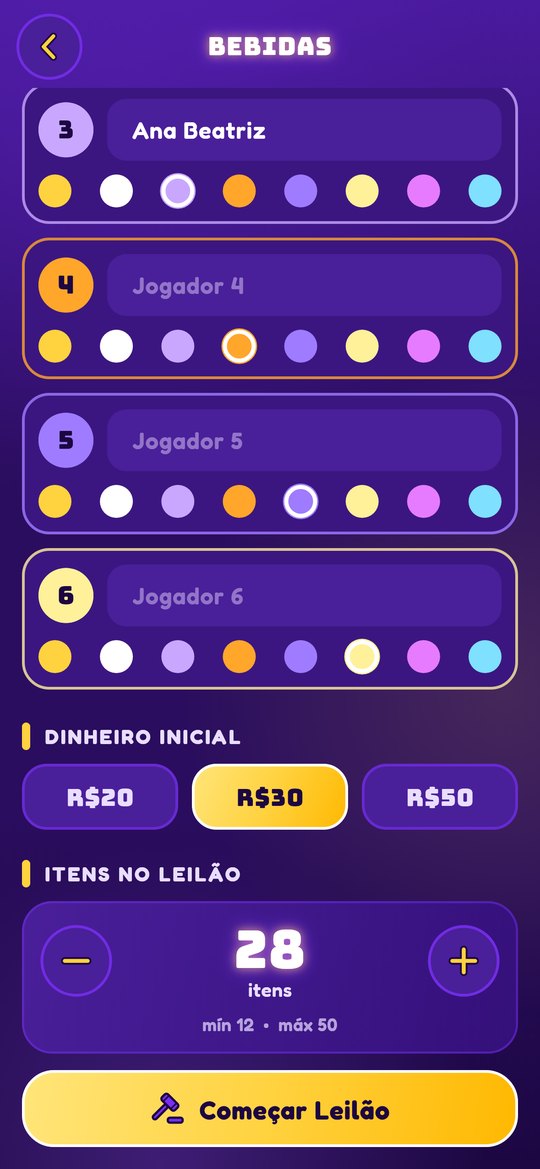 BEBIDAS
3
Ana Beatriz
4
Jogador 4
5
Jogador 5
6
Jogador 6
DINHEIRO INICIAL
R$20 R$30 R$50
ITENS NO LEILÃO
28
itens
mín 12 • máx 50
Começar Leilão